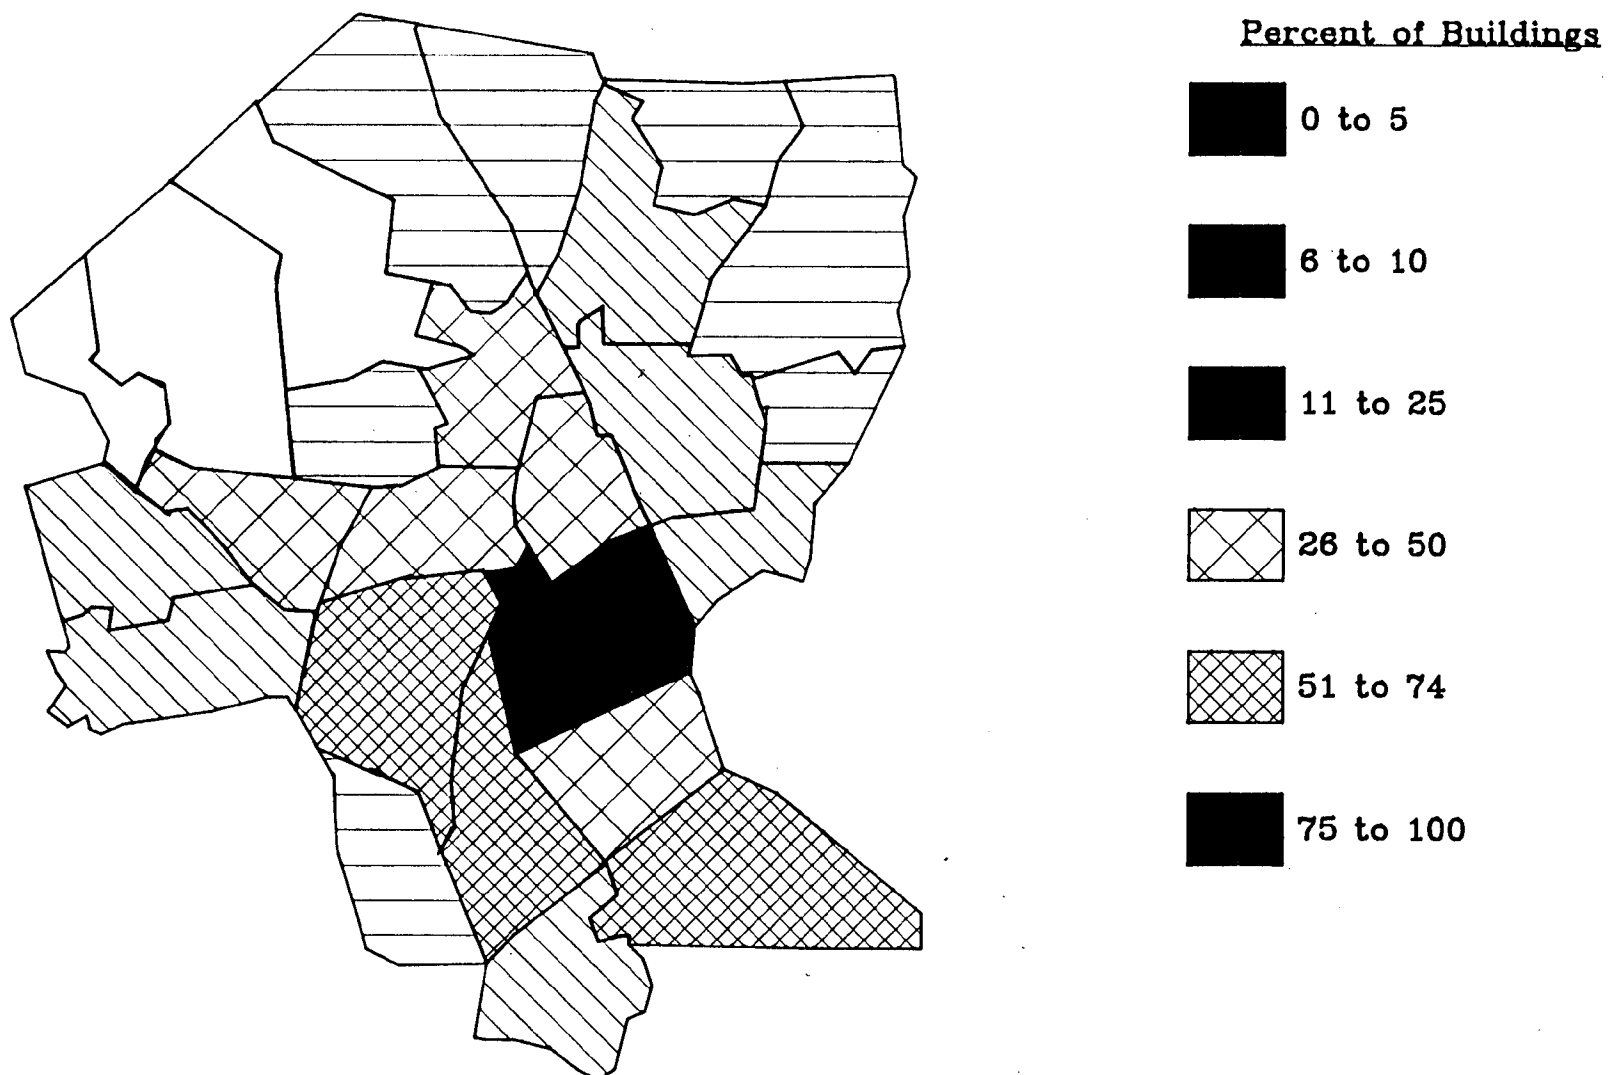 Percent of Buildings
0 to 5
6 to 10
11 to 25
26 to 50
51 to 74
75 to 100